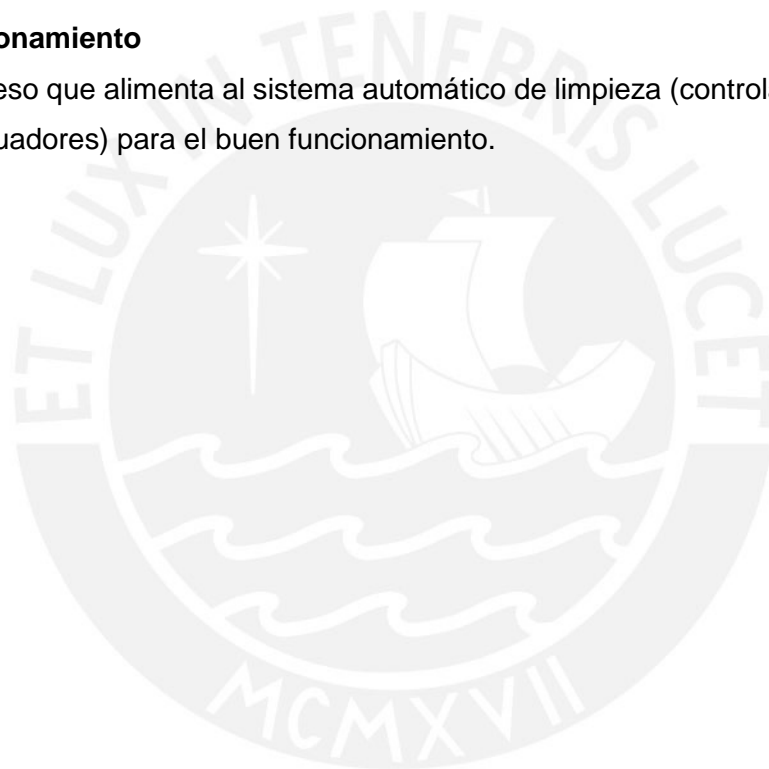 onamiento
eso que alimenta al sistema automático de limpieza (control
uadores) para el buen funcionamiento.
ET LUX IN TENEBRIS LUCET
MCMXVII